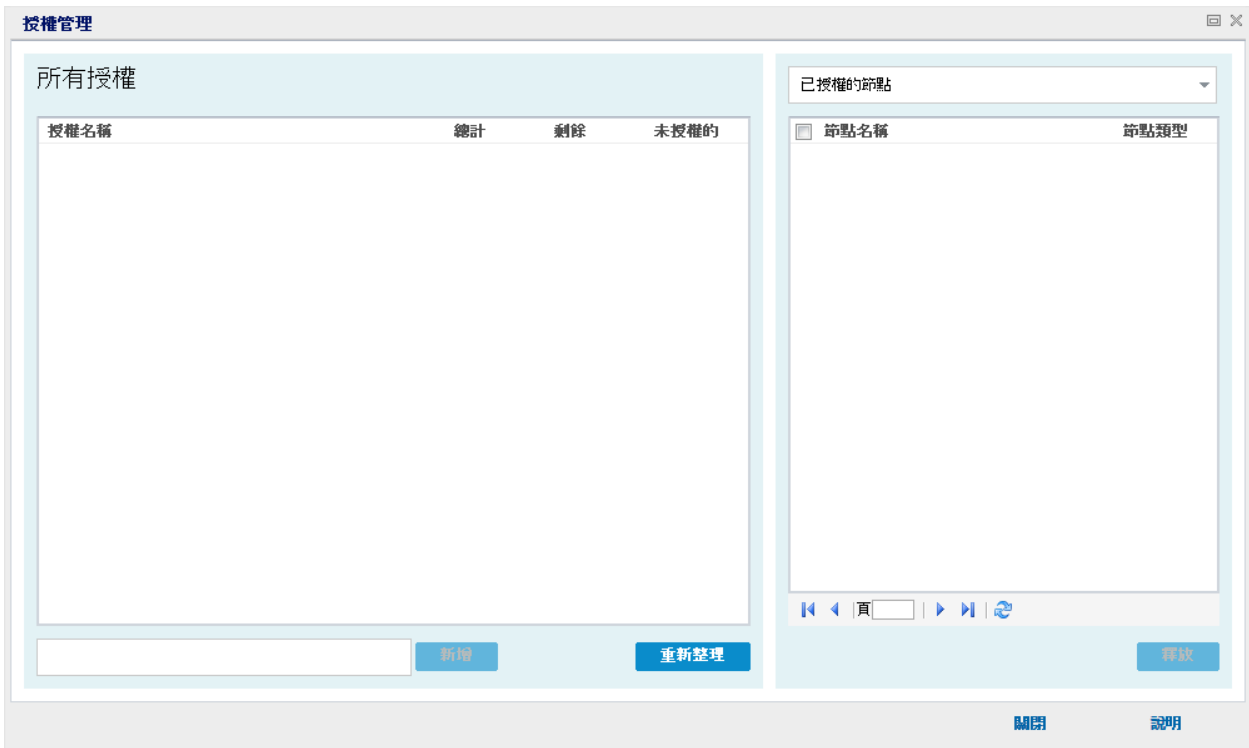 授權管理
所有授權
授權名稱 總計 剩餘 未授權的
新增 重新整理
已授權的節點
節點名稱 節點類型
頁
釋放
關閉 說明